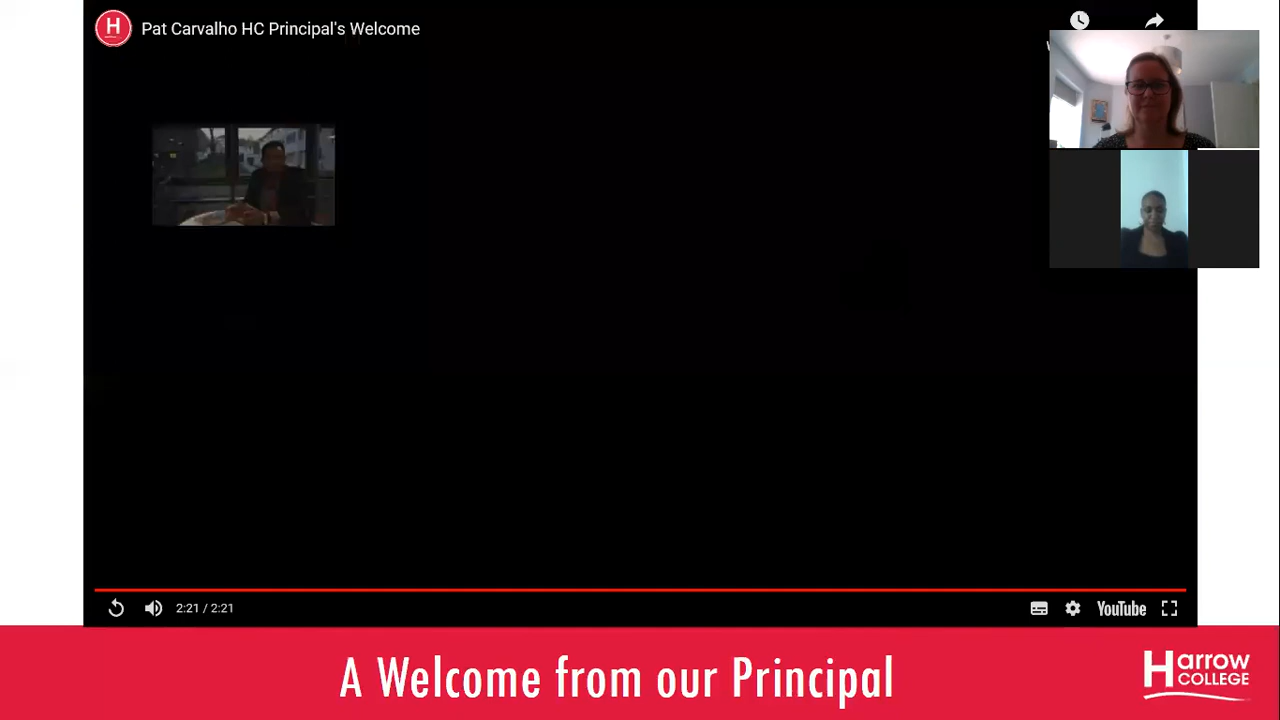 H
Pat Carvalho HC Principal's Welcome
2:21 / 2:21
YouTube
A Welcome from our Principal
Harrow
COLLEGE